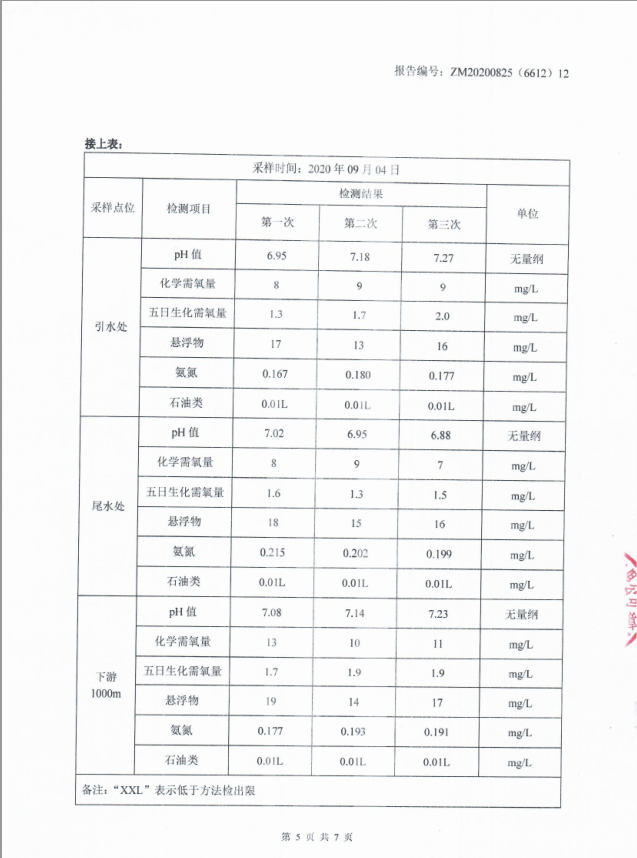 报告编号：ZM20200825（6612）12
接上表：
采样时间：2020 年 09 月 04 日
采样点位 检测项目 检测结果 单位
第一次 第二次 第三次
引水处
pH 值 6.95 7.18 7.27 无量纲
化学需氧量 8 9 9 mg/L
五日生化需氧量 1.3 1.7 2.0 mg/L
悬浮物 17 13 16 mg/L
氨氮 0.167 0.180 0.177 mg/L
石油类 0.01L 0.01L 0.01L mg/L
尾水处
pH 值 7.02 6.95 6.88 无量纲
化学需氧量 8 9 7 mg/L
五日生化需氧量 1.6 1.3 1.5 mg/L
悬浮物 18 15 16 mg/L
氨氮 0.215 0.202 0.199 mg/L
石油类 0.01L 0.01L 0.01L mg/L
下游
1000m
pH 值 7.08 7.14 7.23 无量纲
化学需氧量 13 10 11 mg/L
五日生化需氧量 1.7 1.9 1.9 mg/L
悬浮物 19 14 17 mg/L
氨氮 0.177 0.193 0.191 mg/L
石油类 0.01L 0.01L 0.01L mg/L
备注：“XXL”表示低于方法检出限
第 5 页 共 7 页